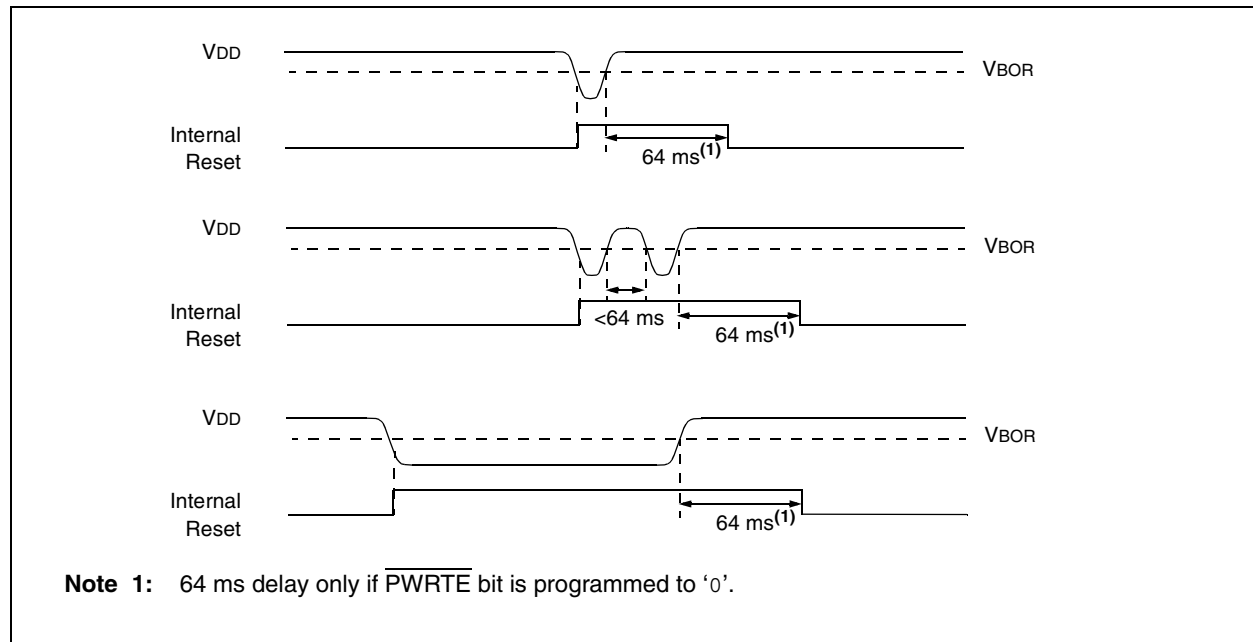 VDD
VBOR
Internal
Reset
64 ms(1)
VDD
VBOR
Internal
Reset
<64 ms
64 ms(1)
VDD
VBOR
Internal
Reset
64 ms(1)
Note 1: 64 ms delay only if PWRTE bit is programmed to ‘0’.